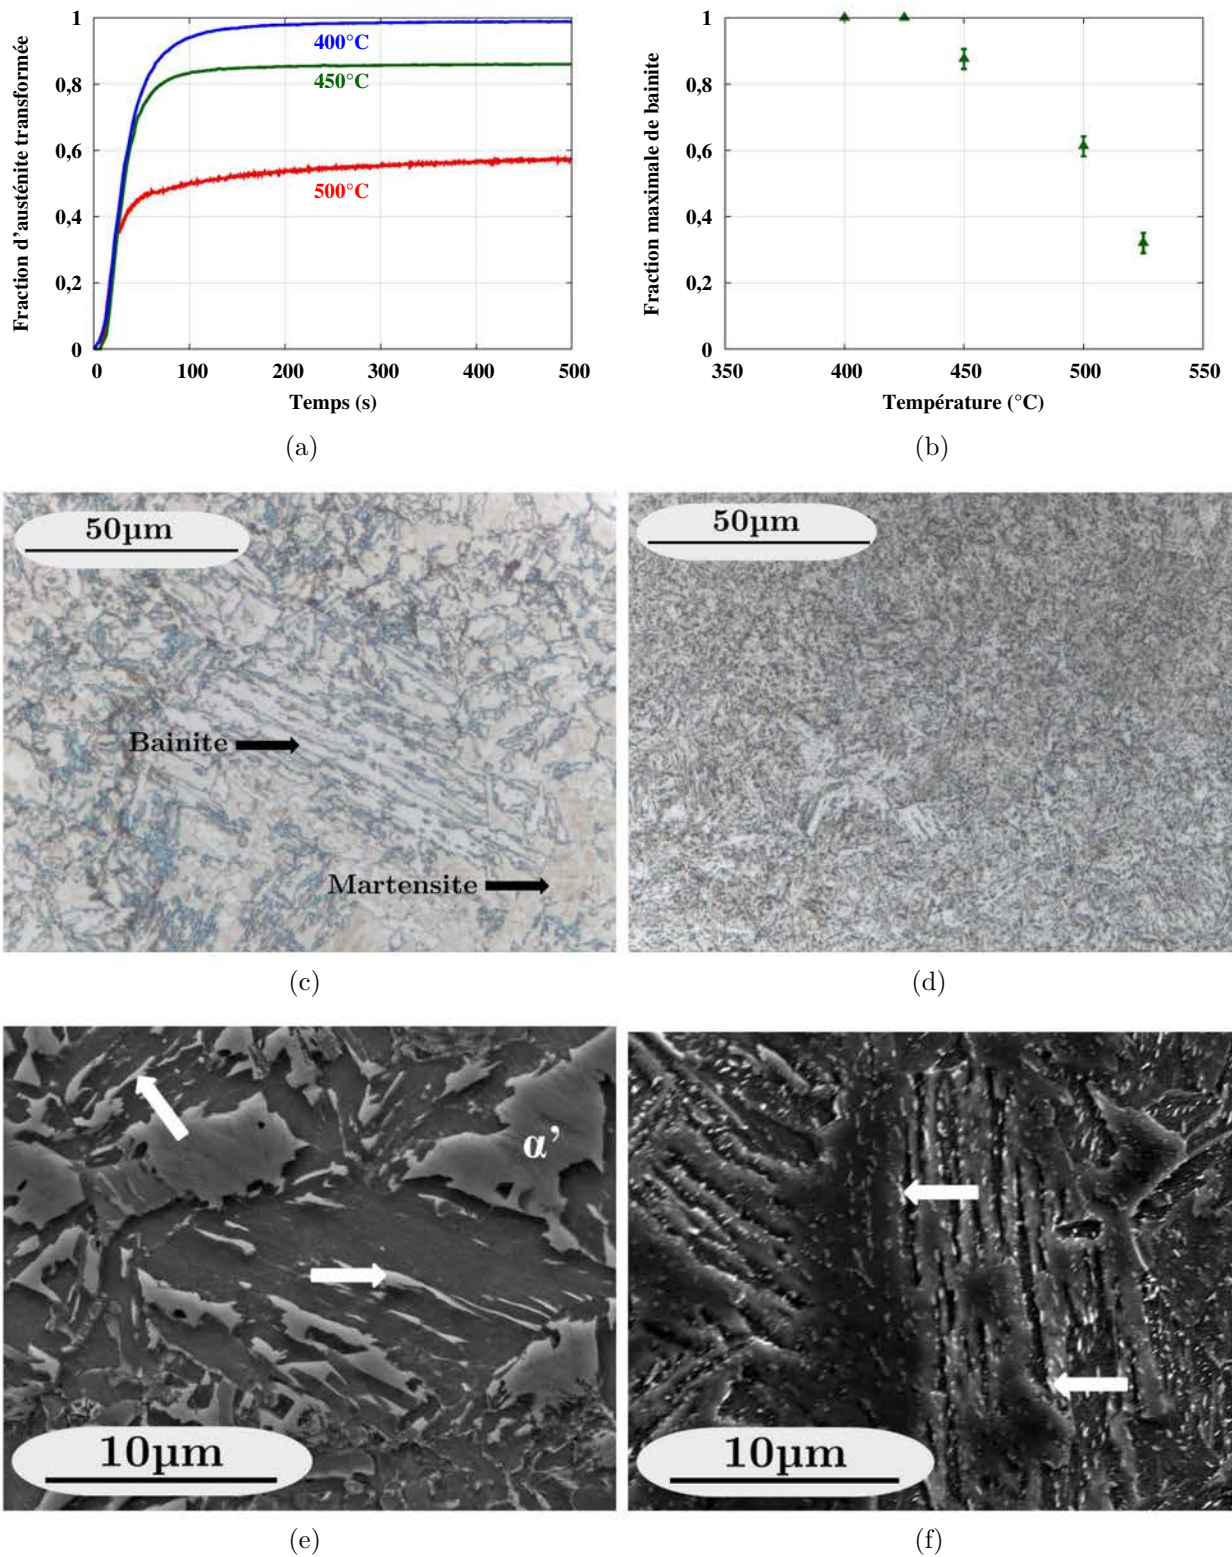 Fraction d'austénite transformée
1
0,8
0,6
0,4
0,2
0
400°C
450°C
500°C
0 100 200 300 400 500
Temps (s)
(a)
Fraction maximale de bainite
1
0,8
0,6
0,4
0,2
0
350 400 450 500 550
Température (°C)
(b)
50µm
Bainite
Martensite
(c)
50µm
(d)
α'
10µm
(e)
10µm
(f)